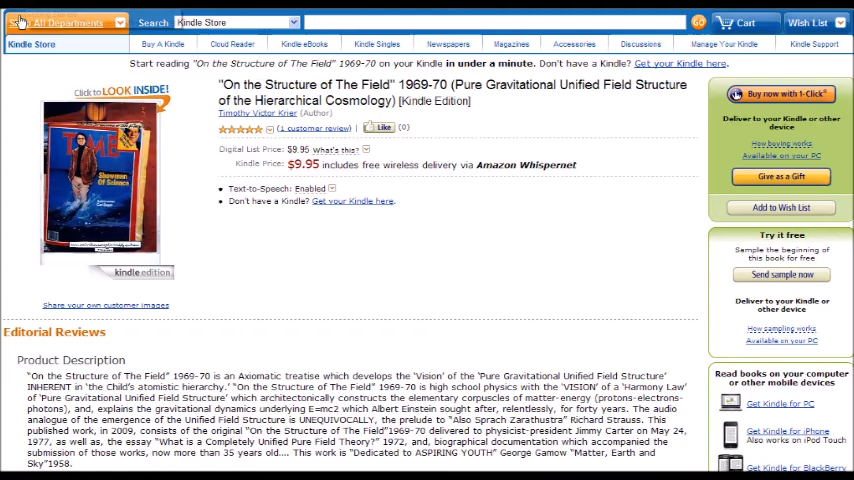 Shop All Departments Search Kindle Store GO Cart Wish List
Kindle Store Buy A Kindle Cloud Reader Kindle eBooks Kindle Singles Newspapers Magazines Accessories Discussions Manage Your Kindle Kindle Support
Start reading "On the Structure of The Field" 1969-70 on your Kindle in under a minute. Don't have a Kindle? Get your Kindle here.
Click to LOOK INSIDE!
TIME
Showman
Of Science
kindle edition
Share your own customer images
"On the Structure of The Field" 1969-70 (Pure Gravitational Unified Field Structure
of the Hierarchical Cosmology) [Kindle Edition]
Timothy Victor Kner (Author)
(1 customer review) | Like (0)
Digital List Price: $9.95 What's this?
Kindle Price: $9.95 includes free wireless delivery via Amazon Whispernet
• Text-to-Speech: Enabled
• Don't have a Kindle? Get your Kindle here.
Buy now with 1-Click®
Deliver to your Kindle or other
device
How buying works
Available on your PC
Give as a Gift
Add to Wish List
Try it free
Sample the beginning of
this book for free
Send sample now
Deliver to your Kindle or
other device
How sampling works
Available on your PC
Read books on your computer
or other mobile devices
Get Kindle for PC
Get Kindle for iPhone
Also works on iPod Touch
Get Kindle for BlackBerry
Editorial Reviews
Product Description
"On the Structure of The Field" 1969-70 is an Axiomatic treatise which develops the 'Vision' of the 'Pure Gravitational Unified Field Structure'
INHERENT in 'the Child's atomistic hierarchy.' "On the Structure of The Field" 1969-70 is high school physics with the 'VISION' of a 'Harmony Law'
of 'Pure Gravitational Unified Field Structure' which architectonically constructs the elementary corpuscles of matter-energy (protons-electrons-
photons), and, explains the gravitational dynamics underlying E=mc2 which Albert Einstein sought after, relentlessly, for forty years. The audio
analogue of the emergence of the Unified Field Structure is UNEQUIVOCALLY, the prelude to "Also Sprach Zarathustra" Richard Strauss. This
published work, in 2009, consists of the original "On the Structure of The Field"1969-70 delivered to physicist-president Jimmy Carter on May 24,
1977, as well as, the essay "What is a Completely Unified Pure Field Theory?" 1972, and, biographical documentation which accompanied the
submission of those works, now more than 35 years old.... This work is "Dedicated to ASPIRING YOUTH" George Gamow "Matter, Earth and
Sky"1958.